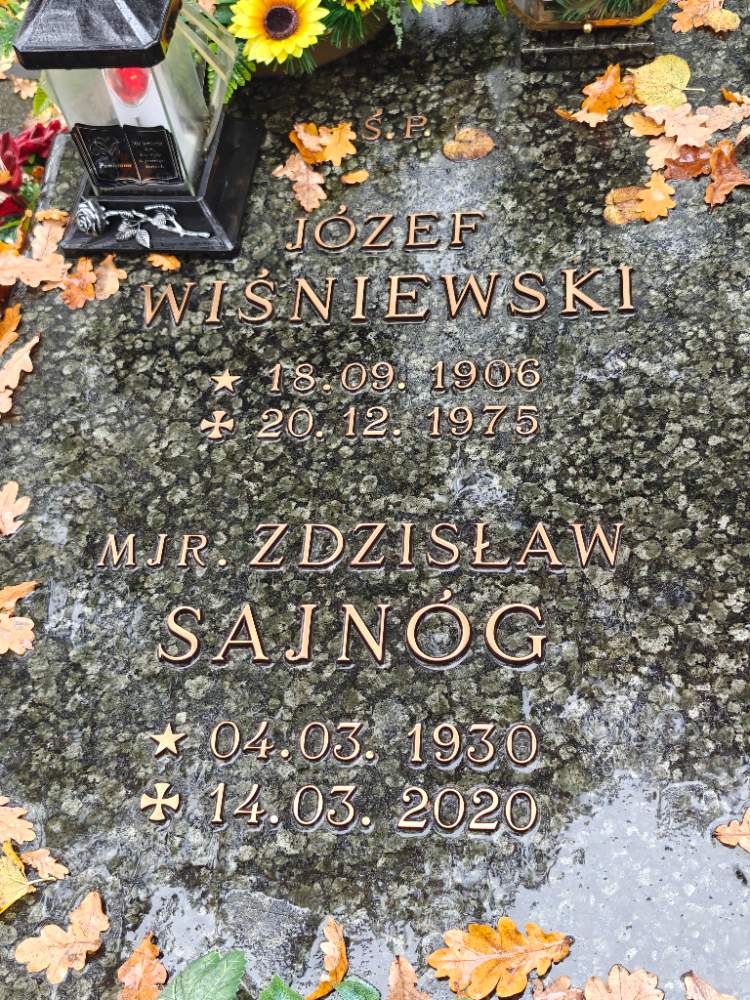 Ś.P.
JÓZEF
WIŚNIEWSKI
★ 18.09. 1906
✠ 20.12. 1975
MJR. ZDZISŁAW
SAJNÓG
★ 04.03. 1930
✠ 14.03. 2020